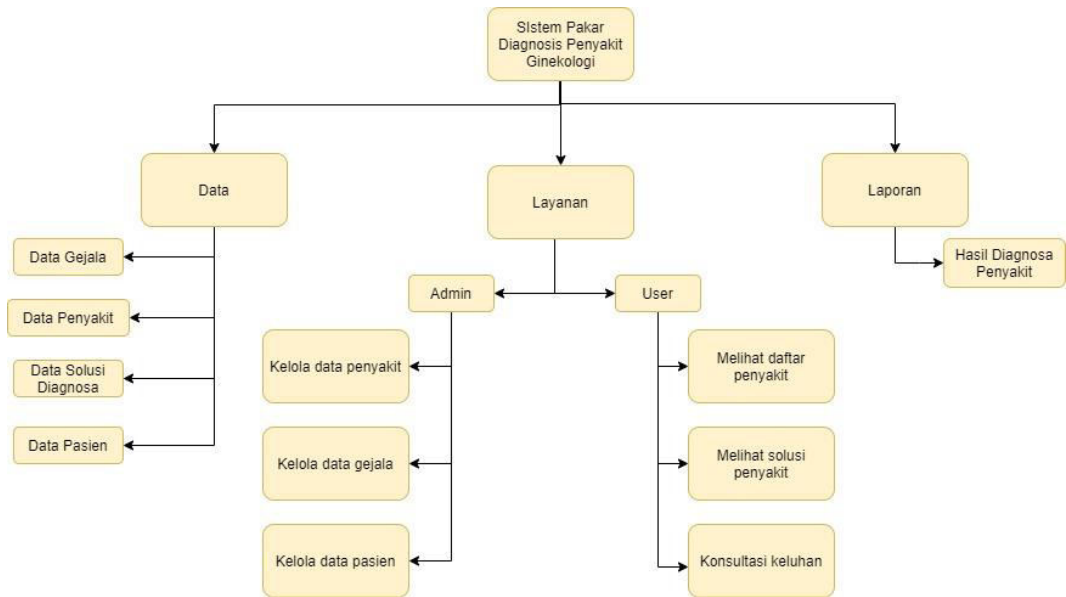 SIstem Pakar
Diagnosis Penyakit
Ginekologi
Data
Layanan
Laporan
Data Gejala
Data Penyakit
Data Solusi
Diagnosa
Data Pasien
Admin
User
Kelola data penyakit
Kelola data gejala
Kelola data pasien
Melihat daftar
penyakit
Melihat solusi
penyakit
Konsultasi keluhan
Hasil Diagnosa
Penyakit